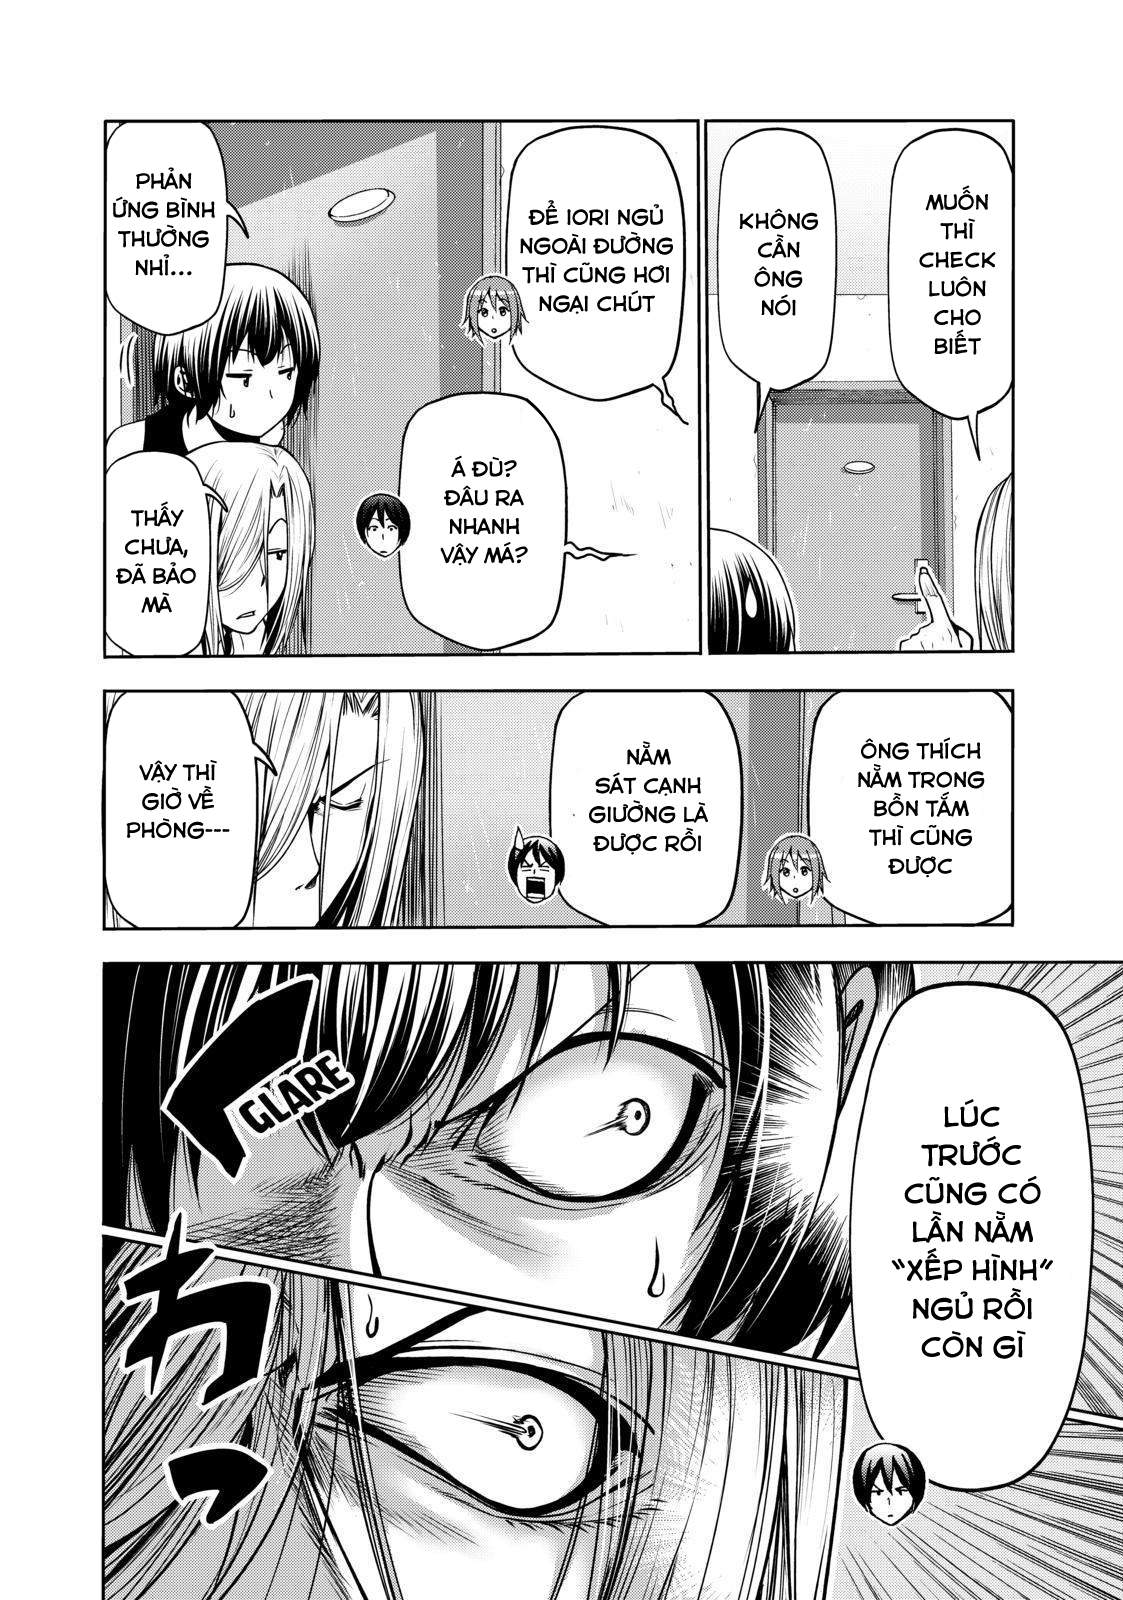 MUỐN
THÌ
CHECK
LUÔN
CHO
BIẾT
KHÔNG
CẦN
ÔNG
NÓI
ĐỂ IORI NGỦ
NGOÀI ĐƯỜNG
THÌ CŨNG HƠI
NGẠI CHÚT
Á ĐÙ?
ĐÂU RA
NHANH
VẬY MÁ?
PHẢN
ỨNG BÌNH
THƯỜNG
NHỈ...
THẤY
CHƯA,
ĐÃ BẢO
MÀ
ÔNG THÍCH
NẰM TRONG
BỒN TẮM
THÌ CŨNG
ĐƯỢC
NẰM
SÁT CẠNH
GIƯỜNG LÀ
ĐƯỢC RỒI
VẬY THÌ
GIỜ VỀ
PHÒNG---
LÚC
TRƯỚC
CŨNG CÓ
LẦN NẰM
“XẾP HÌNH“
NGỦ RỒI
CÒN GÌ
GLARE
カッ